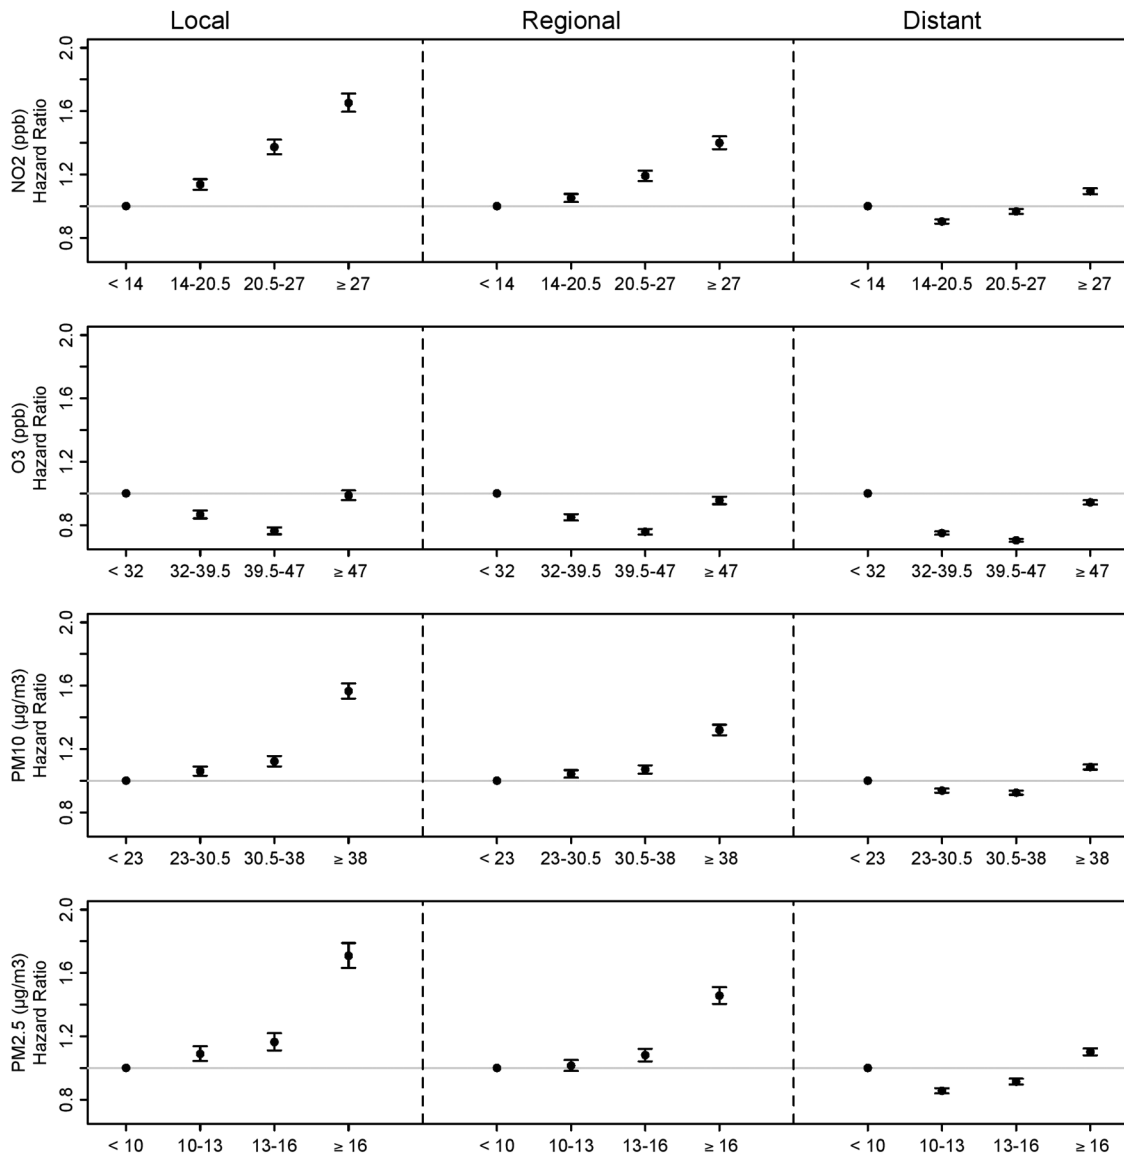 Local Regional Distant
NO2 (ppb)
Hazard Ratio
2.0
1.6
1.2
0.8
< 14 14-20.5 20.5-27 ≥ 27 < 14 14-20.5 20.5-27 ≥ 27 < 14 14-20.5 20.5-27 ≥ 27
O3 (ppb)
Hazard Ratio
2.0
1.6
1.2
0.8
< 32 32-39.5 39.5-47 ≥ 47 < 32 32-39.5 39.5-47 ≥ 47 < 32 32-39.5 39.5-47 ≥ 47
PM10 (µg/m3)
Hazard Ratio
2.0
1.6
1.2
0.8
< 23 23-30.5 30.5-38 ≥ 38 < 23 23-30.5 30.5-38 ≥ 38 < 23 23-30.5 30.5-38 ≥ 38
PM2.5 (µg/m3)
Hazard Ratio
2.0
1.6
1.2
0.8
< 10 10-13 13-16 ≥ 16 < 10 10-13 13-16 ≥ 16 < 10 10-13 13-16 ≥ 16